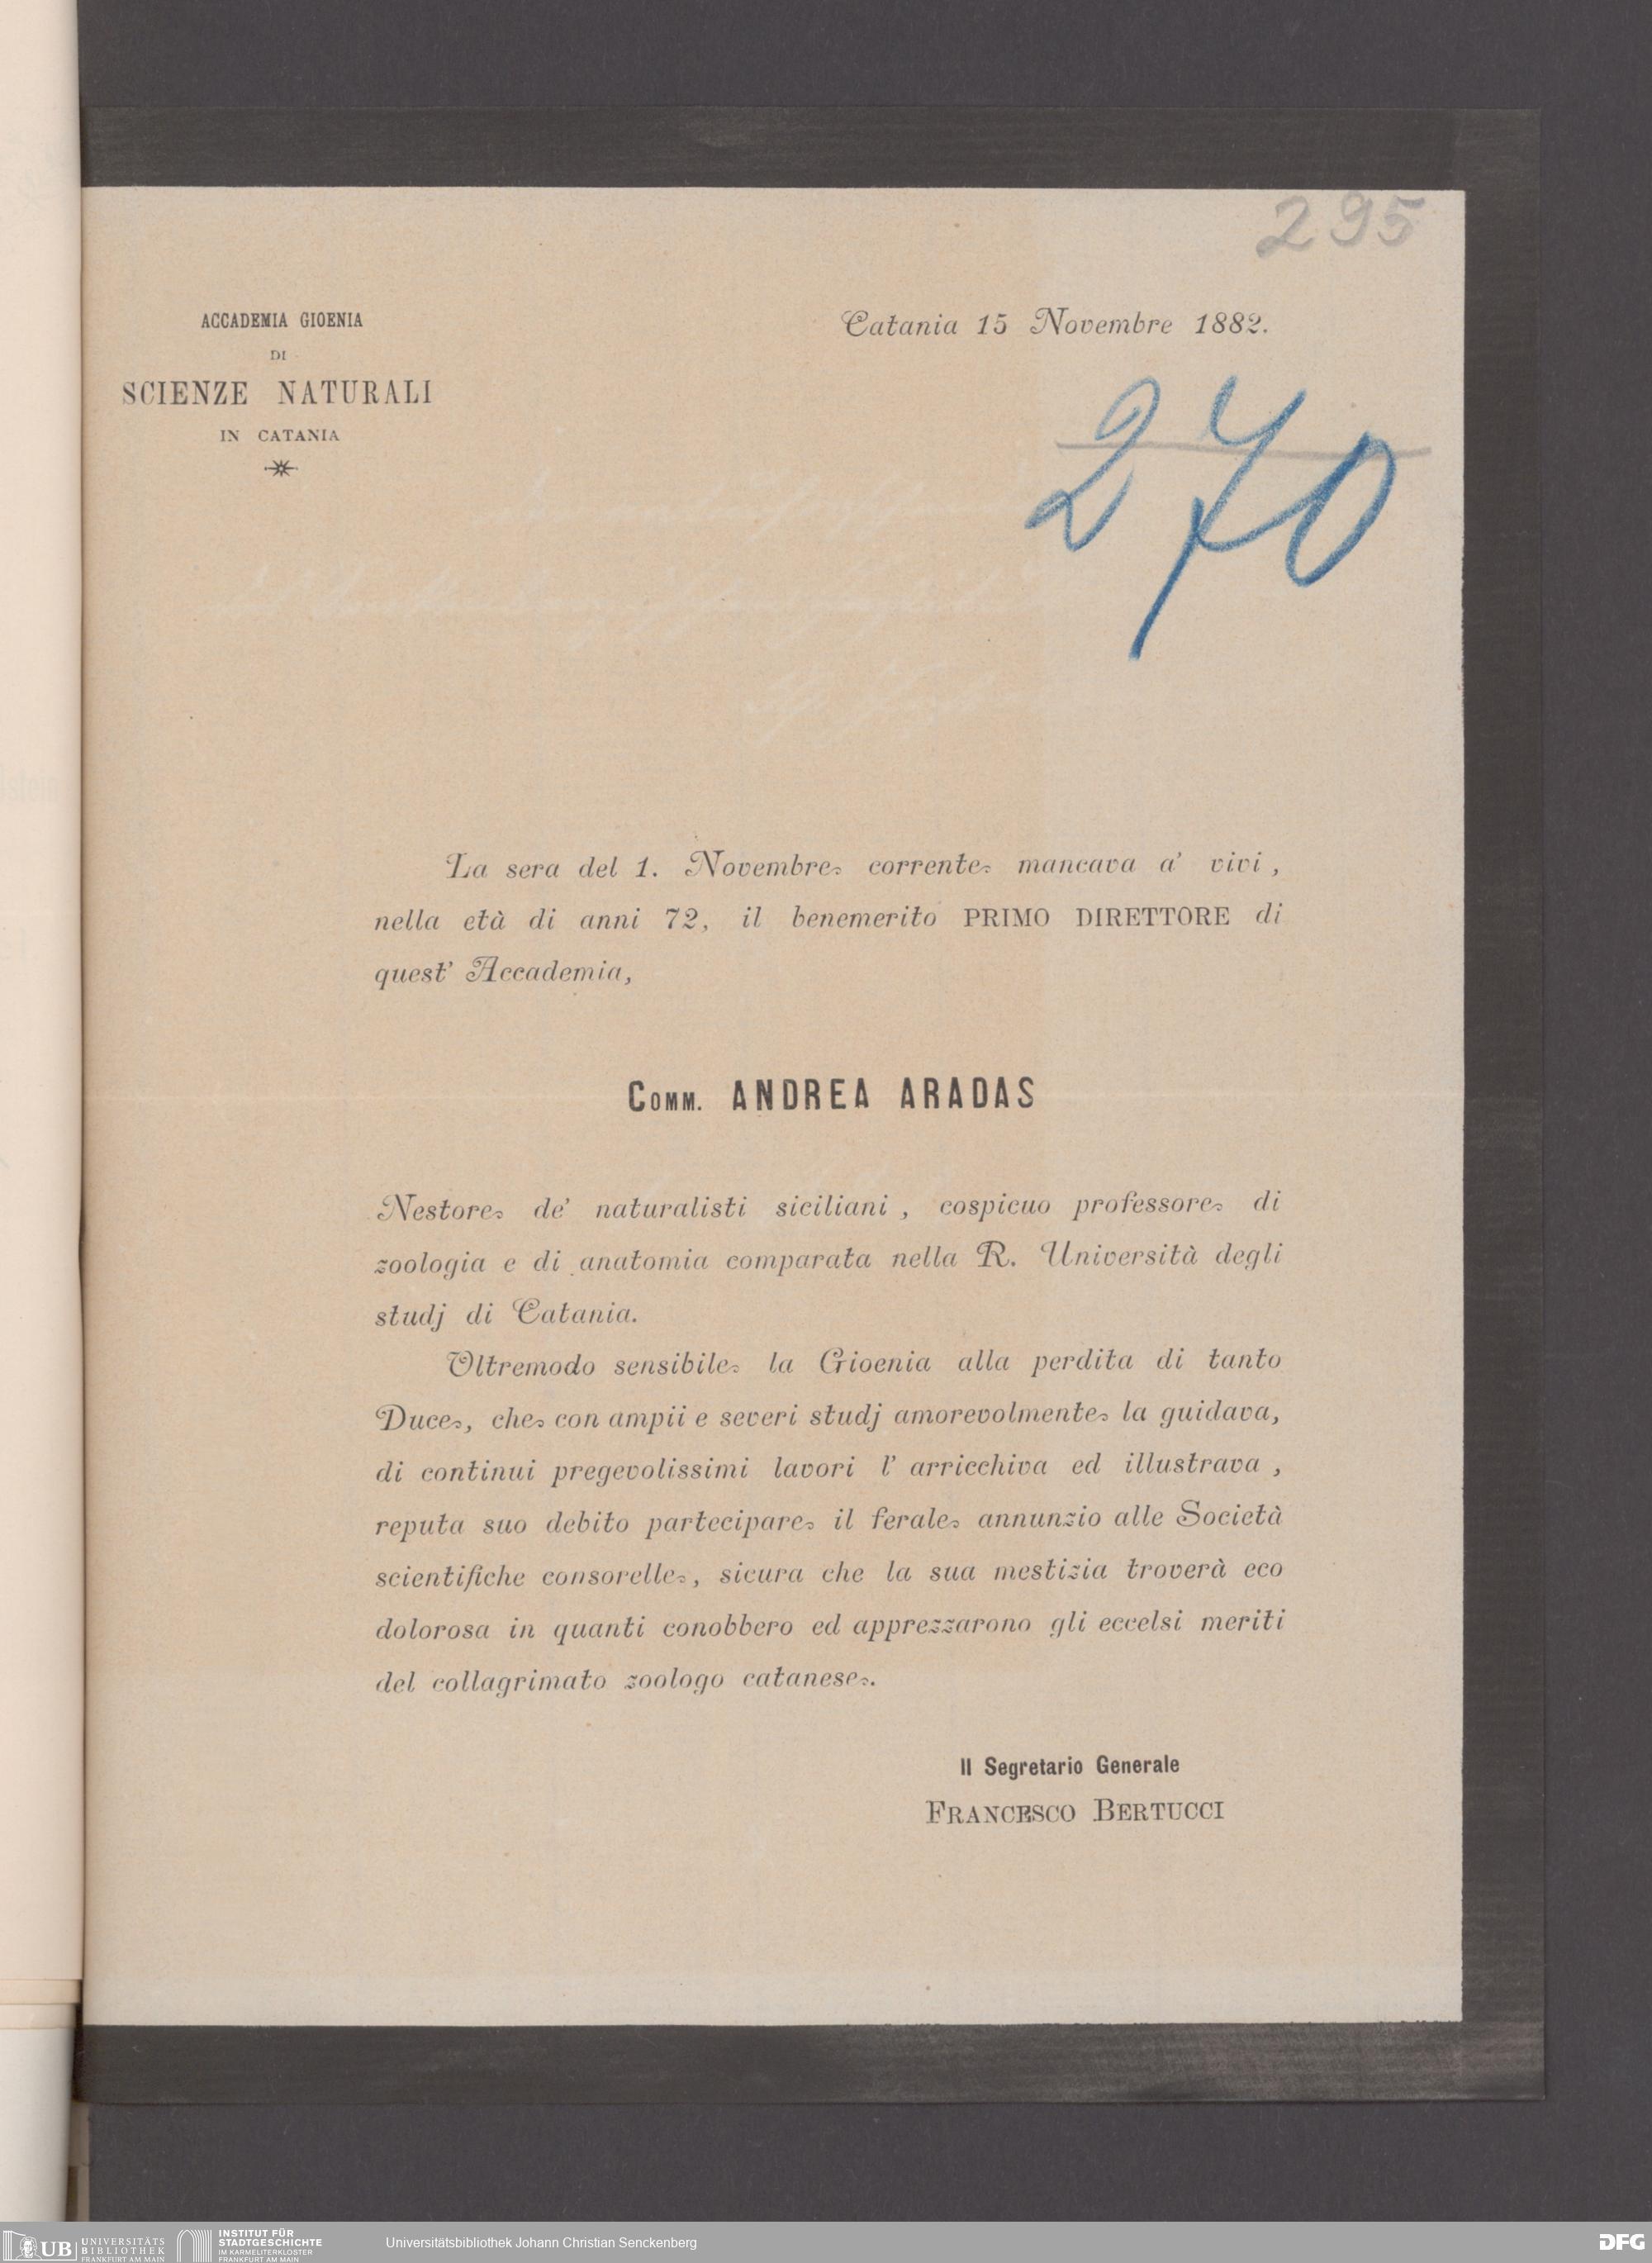 295
ACCADEMIA GIOENIA
DI
SCIENZE NATURALI
IN CATANIA
Catania 15 Novembre 1882.
270
La sera del 1. Novembre corrente mancava a' vivi,
nella età di anni 72, il benemerito PRIMO DIRETTORE di
quest' Accademia,
COMM. ANDREA ARADAS
Nestore de' naturalisti siciliani, cospicuo professore di
zoologia e di anatomia comparata nella R. Università degli
studj di Catania.
Oltremodo sensibile la Gioenia alla perdita di tanto
Duce, che con ampii e severi studj amorevolmente la guidava,
di continui pregevolissimi lavori l' arricchiva ed illustrava,
reputa suo debito partecipare il ferale annunzio alle Società
scientifiche consorelle, sicura che la sua mestizia troverà eco
dolorosa in quanti conobbero ed apprezzarono gli eccelsi meriti
del collagrimato zoologo catanese.
Il Segretario Generale
FRANCESCO BERTUCCI
UB UNIVERSITÄTS
BIBLIOTHEK
FRANKFURT AM MAIN
INSTITUT FÜR
STADTGESCHICHTE
IM KARMELITERKLOSTER
FRANKFURT AM MAIN
Universitätsbibliothek Johann Christian Senckenberg
DFG